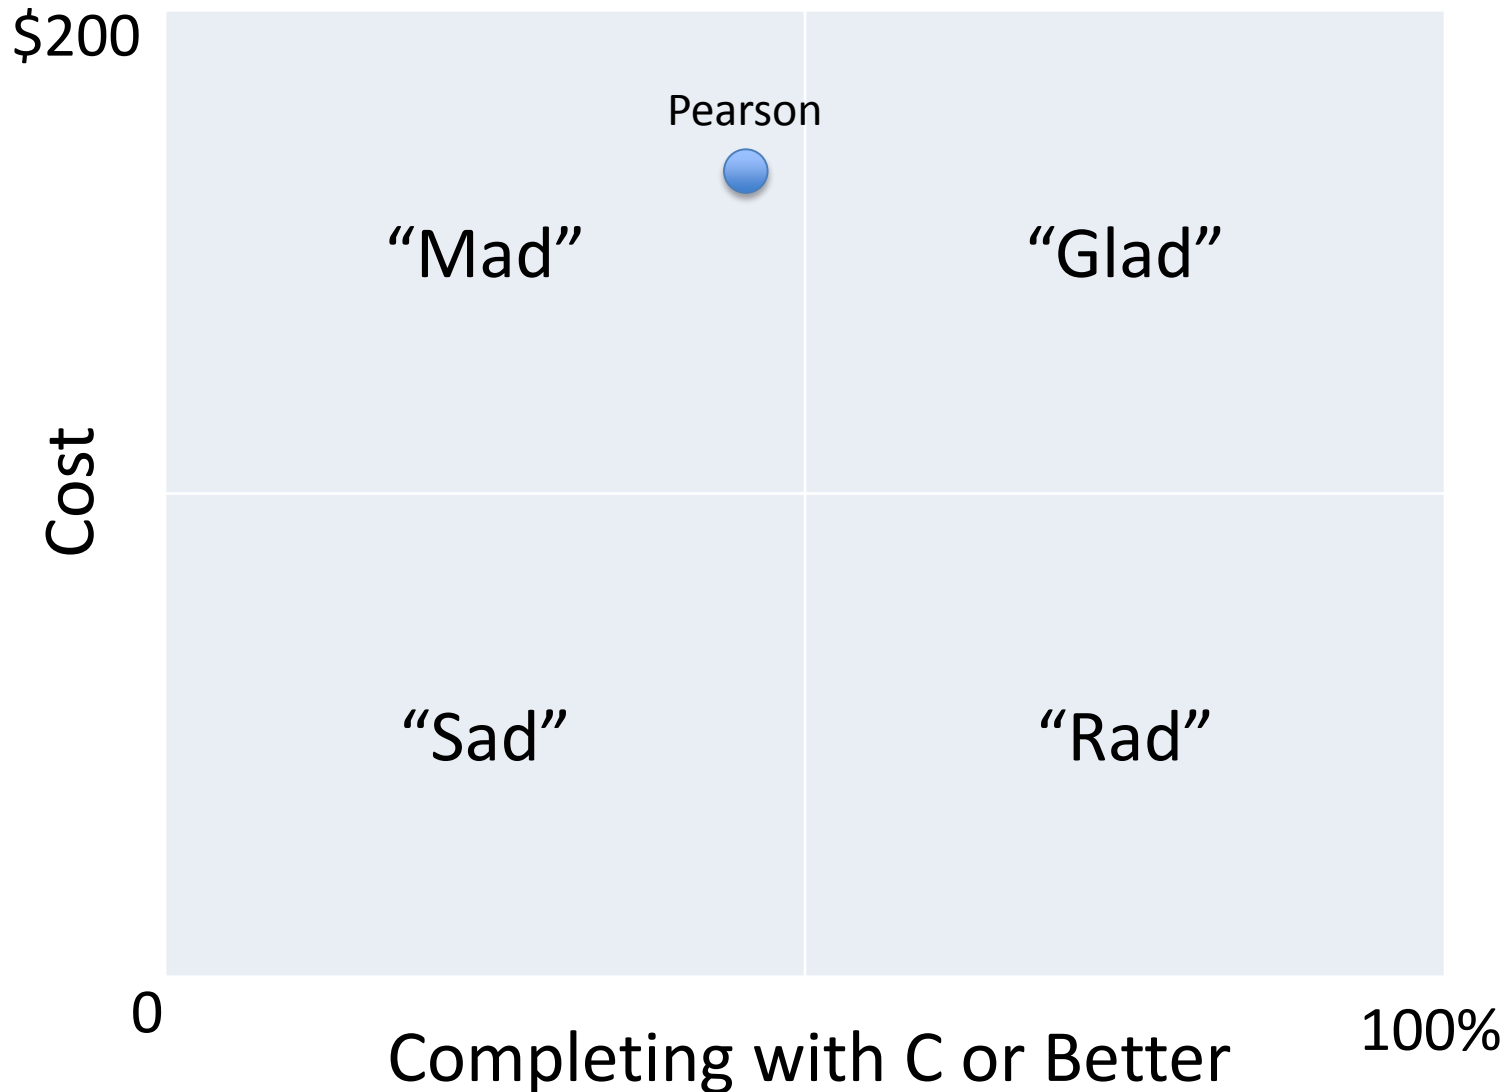 $200
Pearson
“Mad”
“Glad”
Cost
“Sad”
“Rad”
0
100%
Completing with C or Better